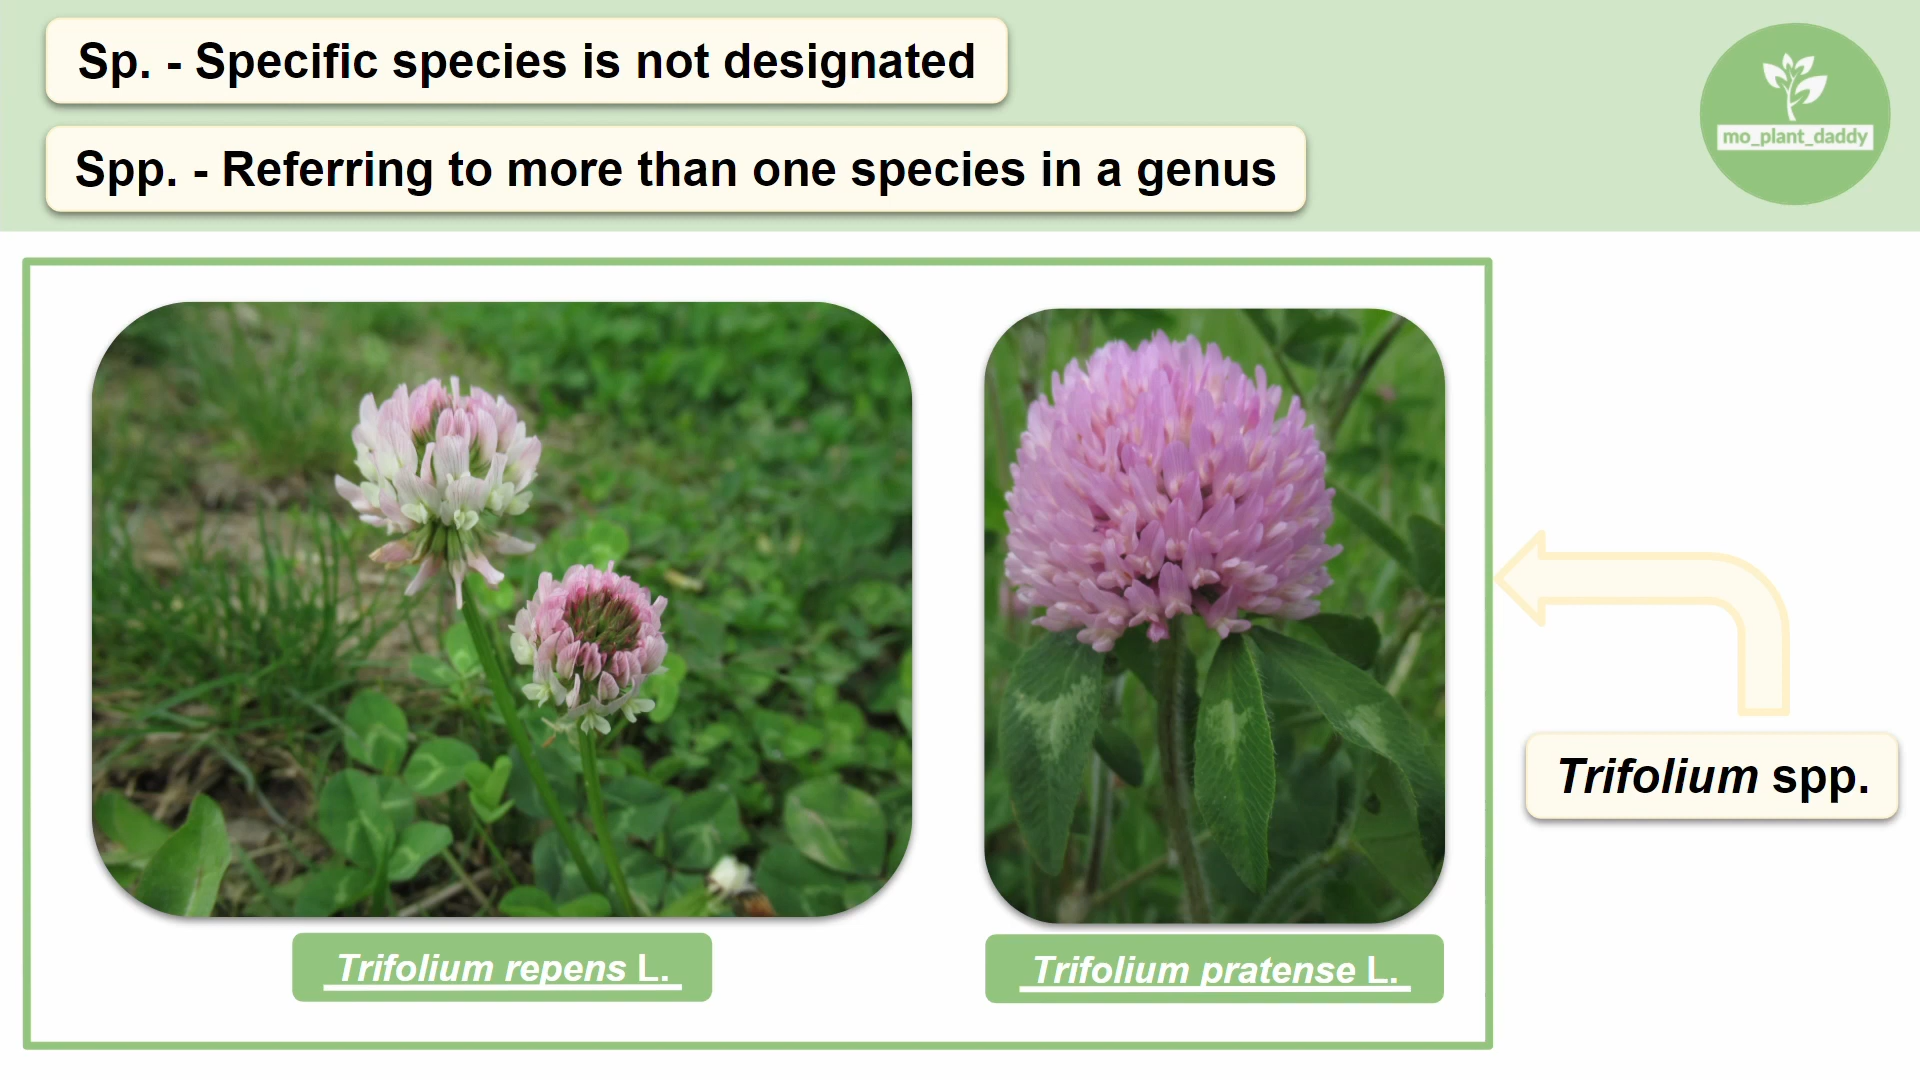 Sp. - Specific species is not designated
mo_plant_daddy
Spp. - Referring to more than one species in a genus
Trifolium spp.
Trifolium repens L.
Trifolium pratense L.